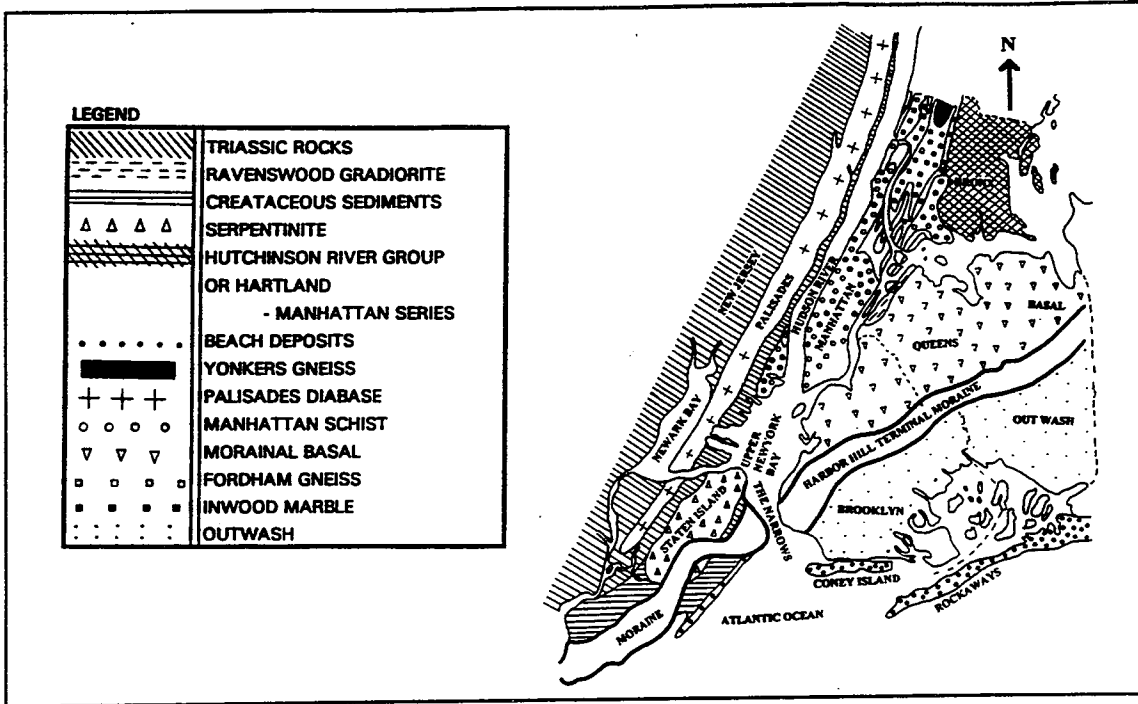 LEGEND
TRIASSIC ROCKS
RAVENSWOOD GRADIORITE
CREATACEOUS SEDIMENTS
SERPENTINITE
HUTCHINSON RIVER GROUP
OR HARTLAND
- MANHATTAN SERIES
BEACH DEPOSITS
YONKERS GNEISS
PALISADES DIABASE
MANHATTAN SCHIST
MORAINAL BASAL
FORDHAM GNEISS
INWOOD MARBLE
OUTWASH
N
NEW JERSEY
PALISADES
HUDSON RIVER
MANHATTAN
BASAL
QUEENS
HARBOR HILL TERMINAL MORAINE
OUT WASH
NEWARK BAY
UPPER
NEWYORK
BAY
THE NARROWS
STATEN ISLAND
BROOKLYN
CONEY ISLAND
ROCKAWAYS
MORAINE
ATLANTIC OCEAN